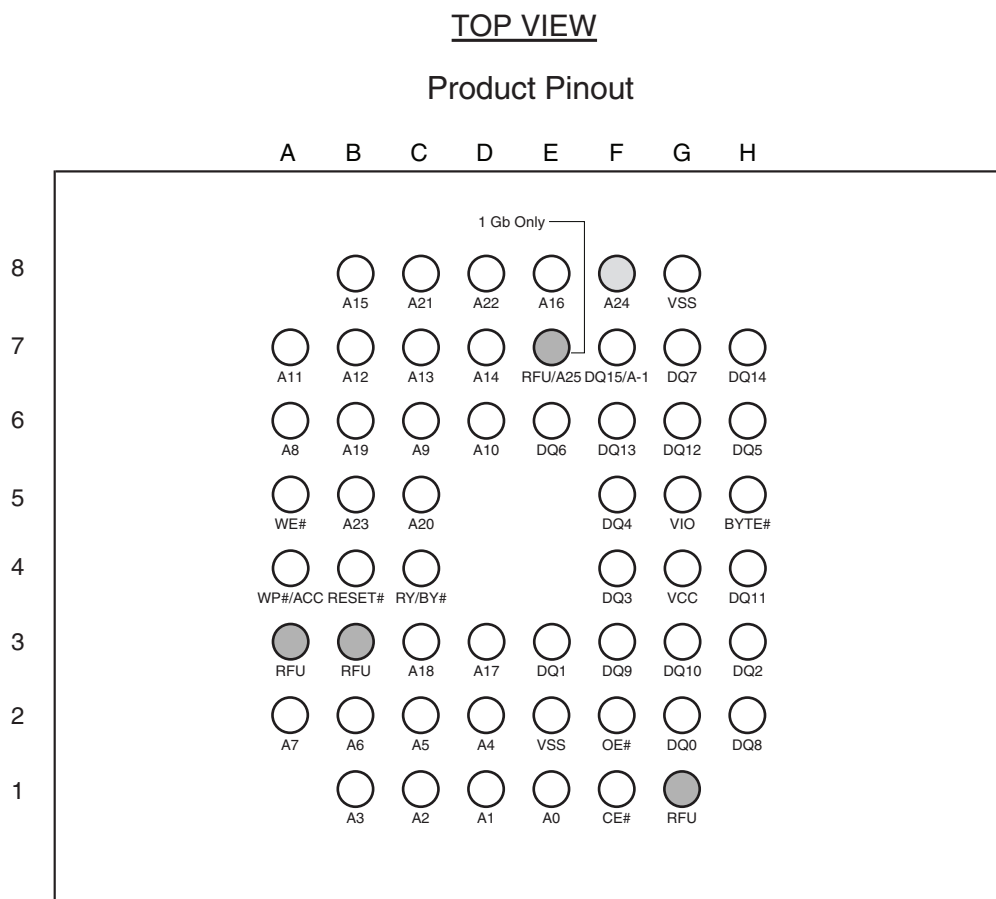 TOP VIEW
Product Pinout
A B C D E F G H
1 Gb Only
8
A15 A21 A22 A16 A24 VSS
7
A11 A12 A13 A14 RFU/A25 DQ15/A-1 DQ7 DQ14
6
A8 A19 A9 A10 DQ6 DQ13 DQ12 DQ5
5
WE# A23 A20 DQ4 VIO BYTE#
4
WP#/ACC RESET# RY/BY# DQ3 VCC DQ11
3
RFU RFU A18 A17 DQ1 DQ9 DQ10 DQ2
2
A7 A6 A5 A4 VSS OE# DQ0 DQ8
1
A3 A2 A1 A0 CE# RFU